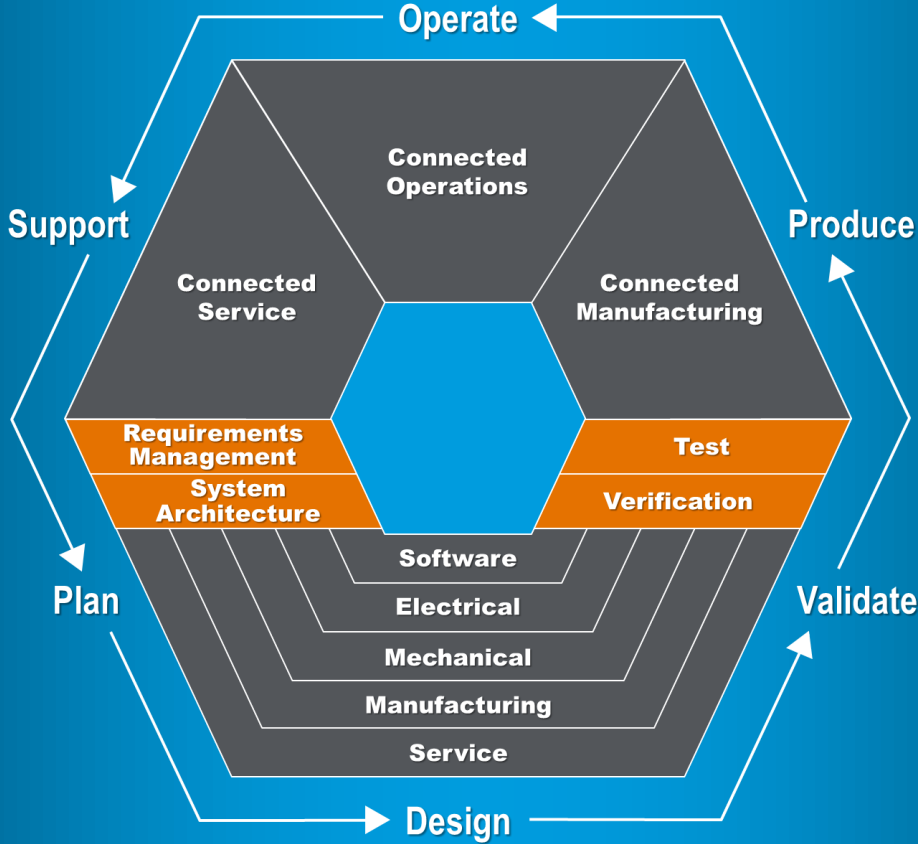 Operate
Connected
Operations
Support
Produce
Connected
Service
Connected
Manufacturing
Requirements
Management
Test
System
Architecture
Verification
Software
Plan
Electrical
Validate
Mechanical
Manufacturing
Service
Design